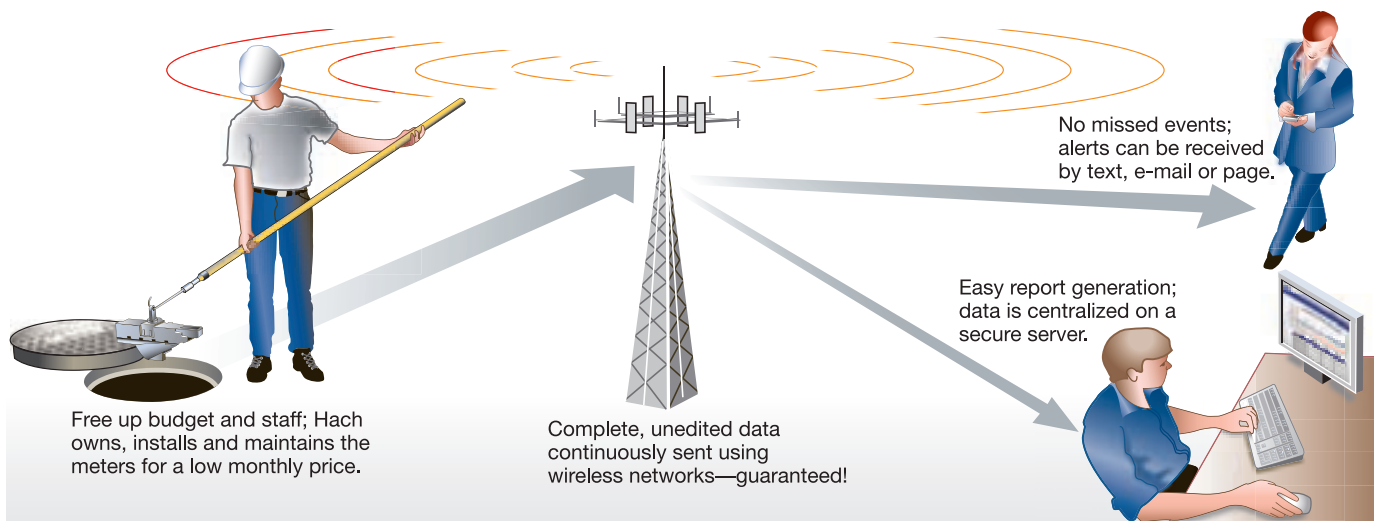 No missed events;
alerts can be received
by text, e-mail or page.
Easy report generation;
data is centralized on a
secure server.
Free up budget and staff; Hach
owns, installs and maintains the
meters for a low monthly price.
Complete, unedited data
continuously sent using
wireless networks—guaranteed!